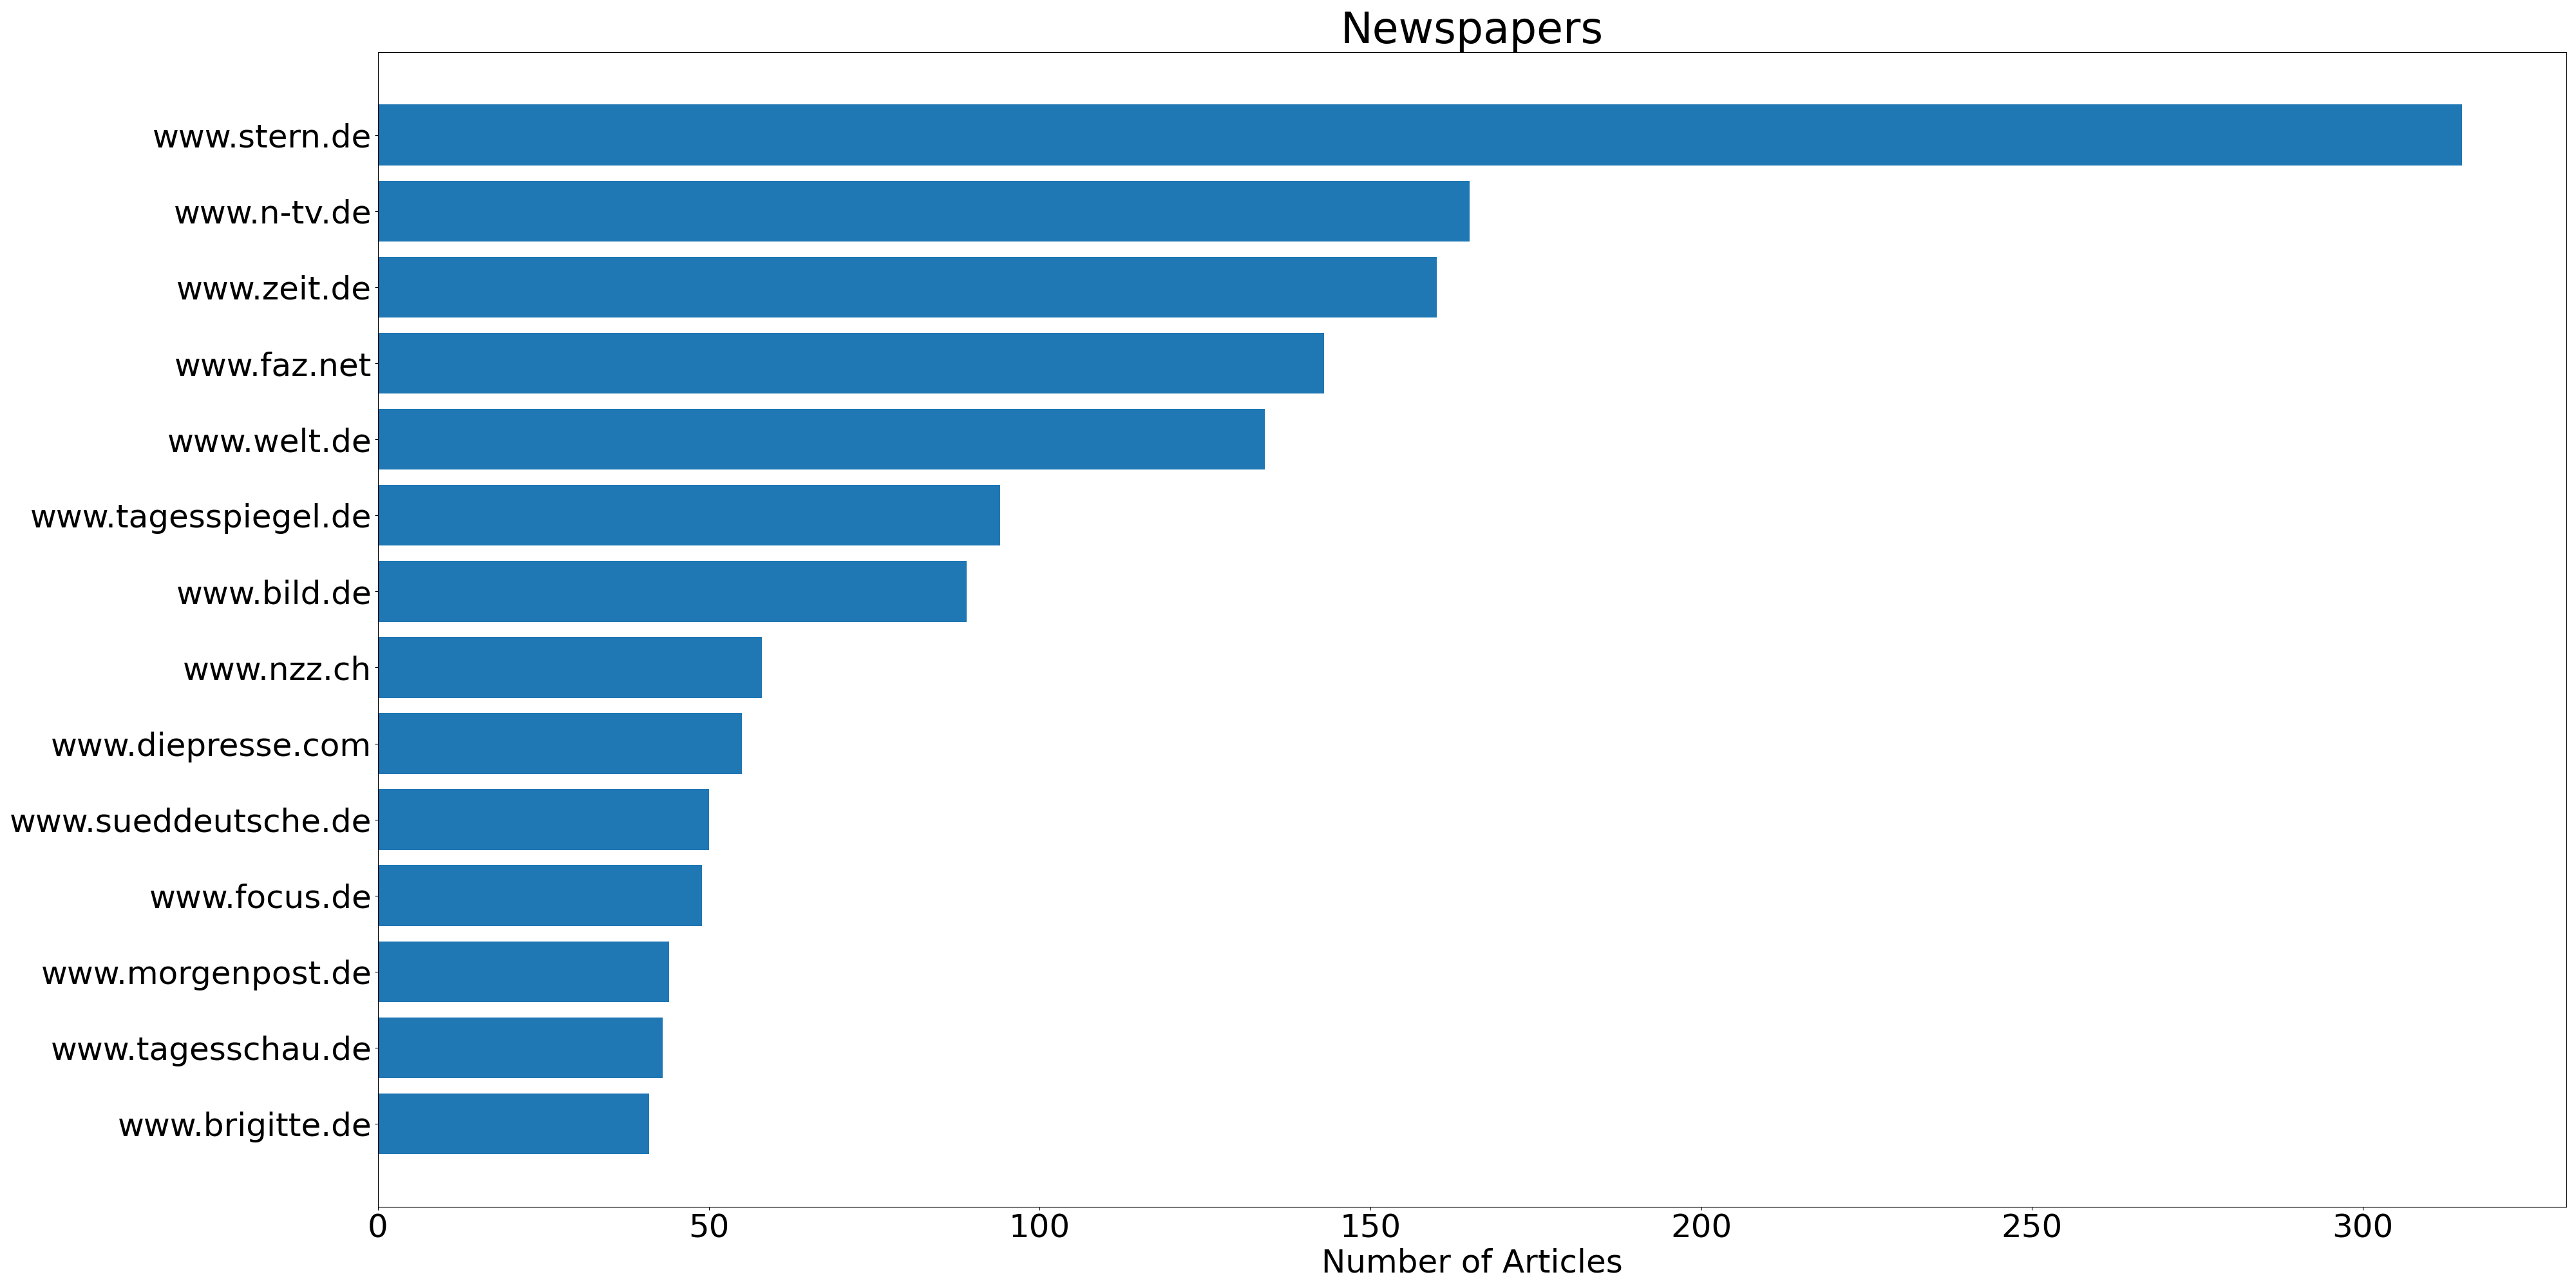 Newspapers
www.stern.de
www.n-tv.de
www.zeit.de
www.faz.net
www.welt.de
www.tagesspiegel.de
www.bild.de
www.nzz.ch
www.diepresse.com
www.sueddeutsche.de
www.focus.de
www.morgenpost.de
www.tagesschau.de
www.brigitte.de
0 50 100 150 200 250 300
Number of Articles